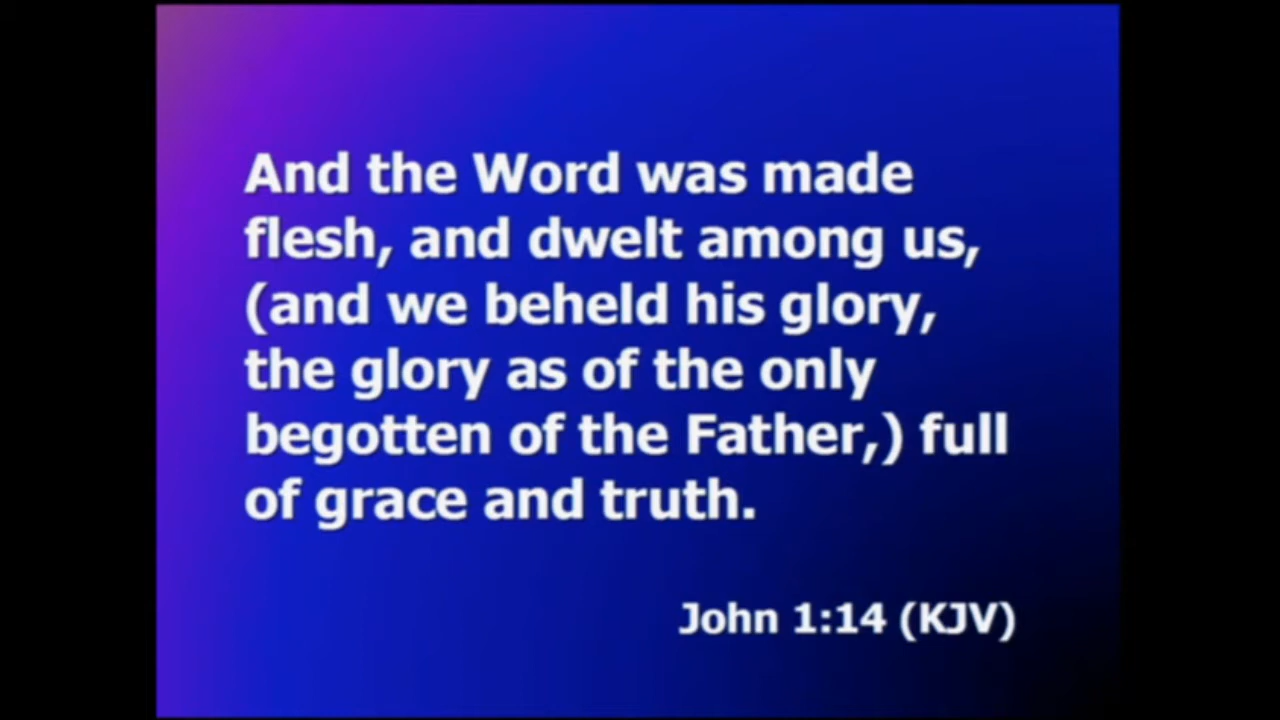 And the Word was made
flesh, and dwelt among us,
(and we beheld his glory,
the glory as of the only
begotten of the Father,) full
of grace and truth.
John 1:14 (KJV)